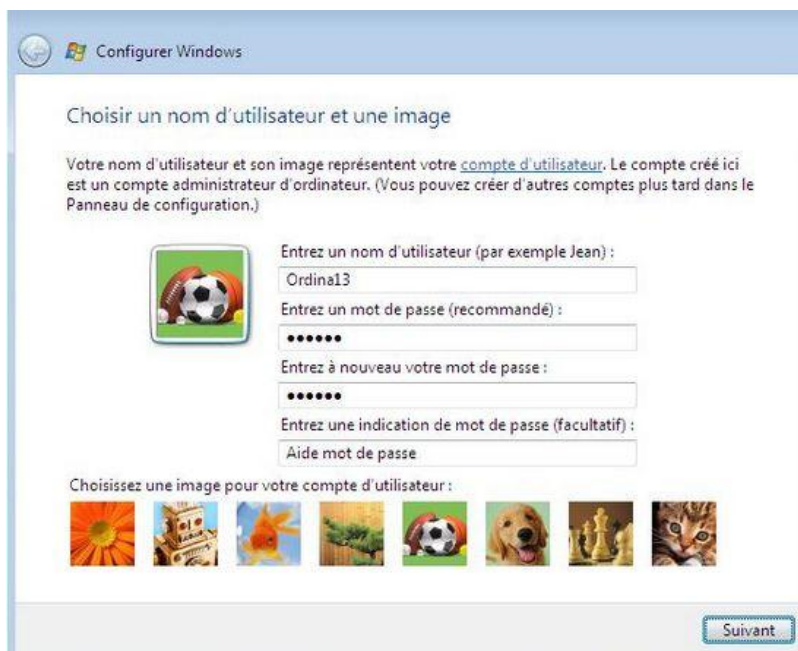 Configurer Windows
Choisir un nom d'utilisateur et une image
Votre nom d'utilisateur et son image représentent votre compte d'utilisateur. Le compte créé ici
est un compte administrateur d'ordinateur. (Vous pouvez créer d'autres comptes plus tard dans le
Panneau de configuration.)
Entrez un nom d'utilisateur (par exemple Jean) :
Ordina13
Entrez un mot de passe (recommandé) :
●●●●●●
Entrez à nouveau votre mot de passe :
●●●●●●
Entrez une indication de mot de passe (facultatif) :
Aide mot de passe
Choisissez une image pour votre compte d'utilisateur :
Suivant